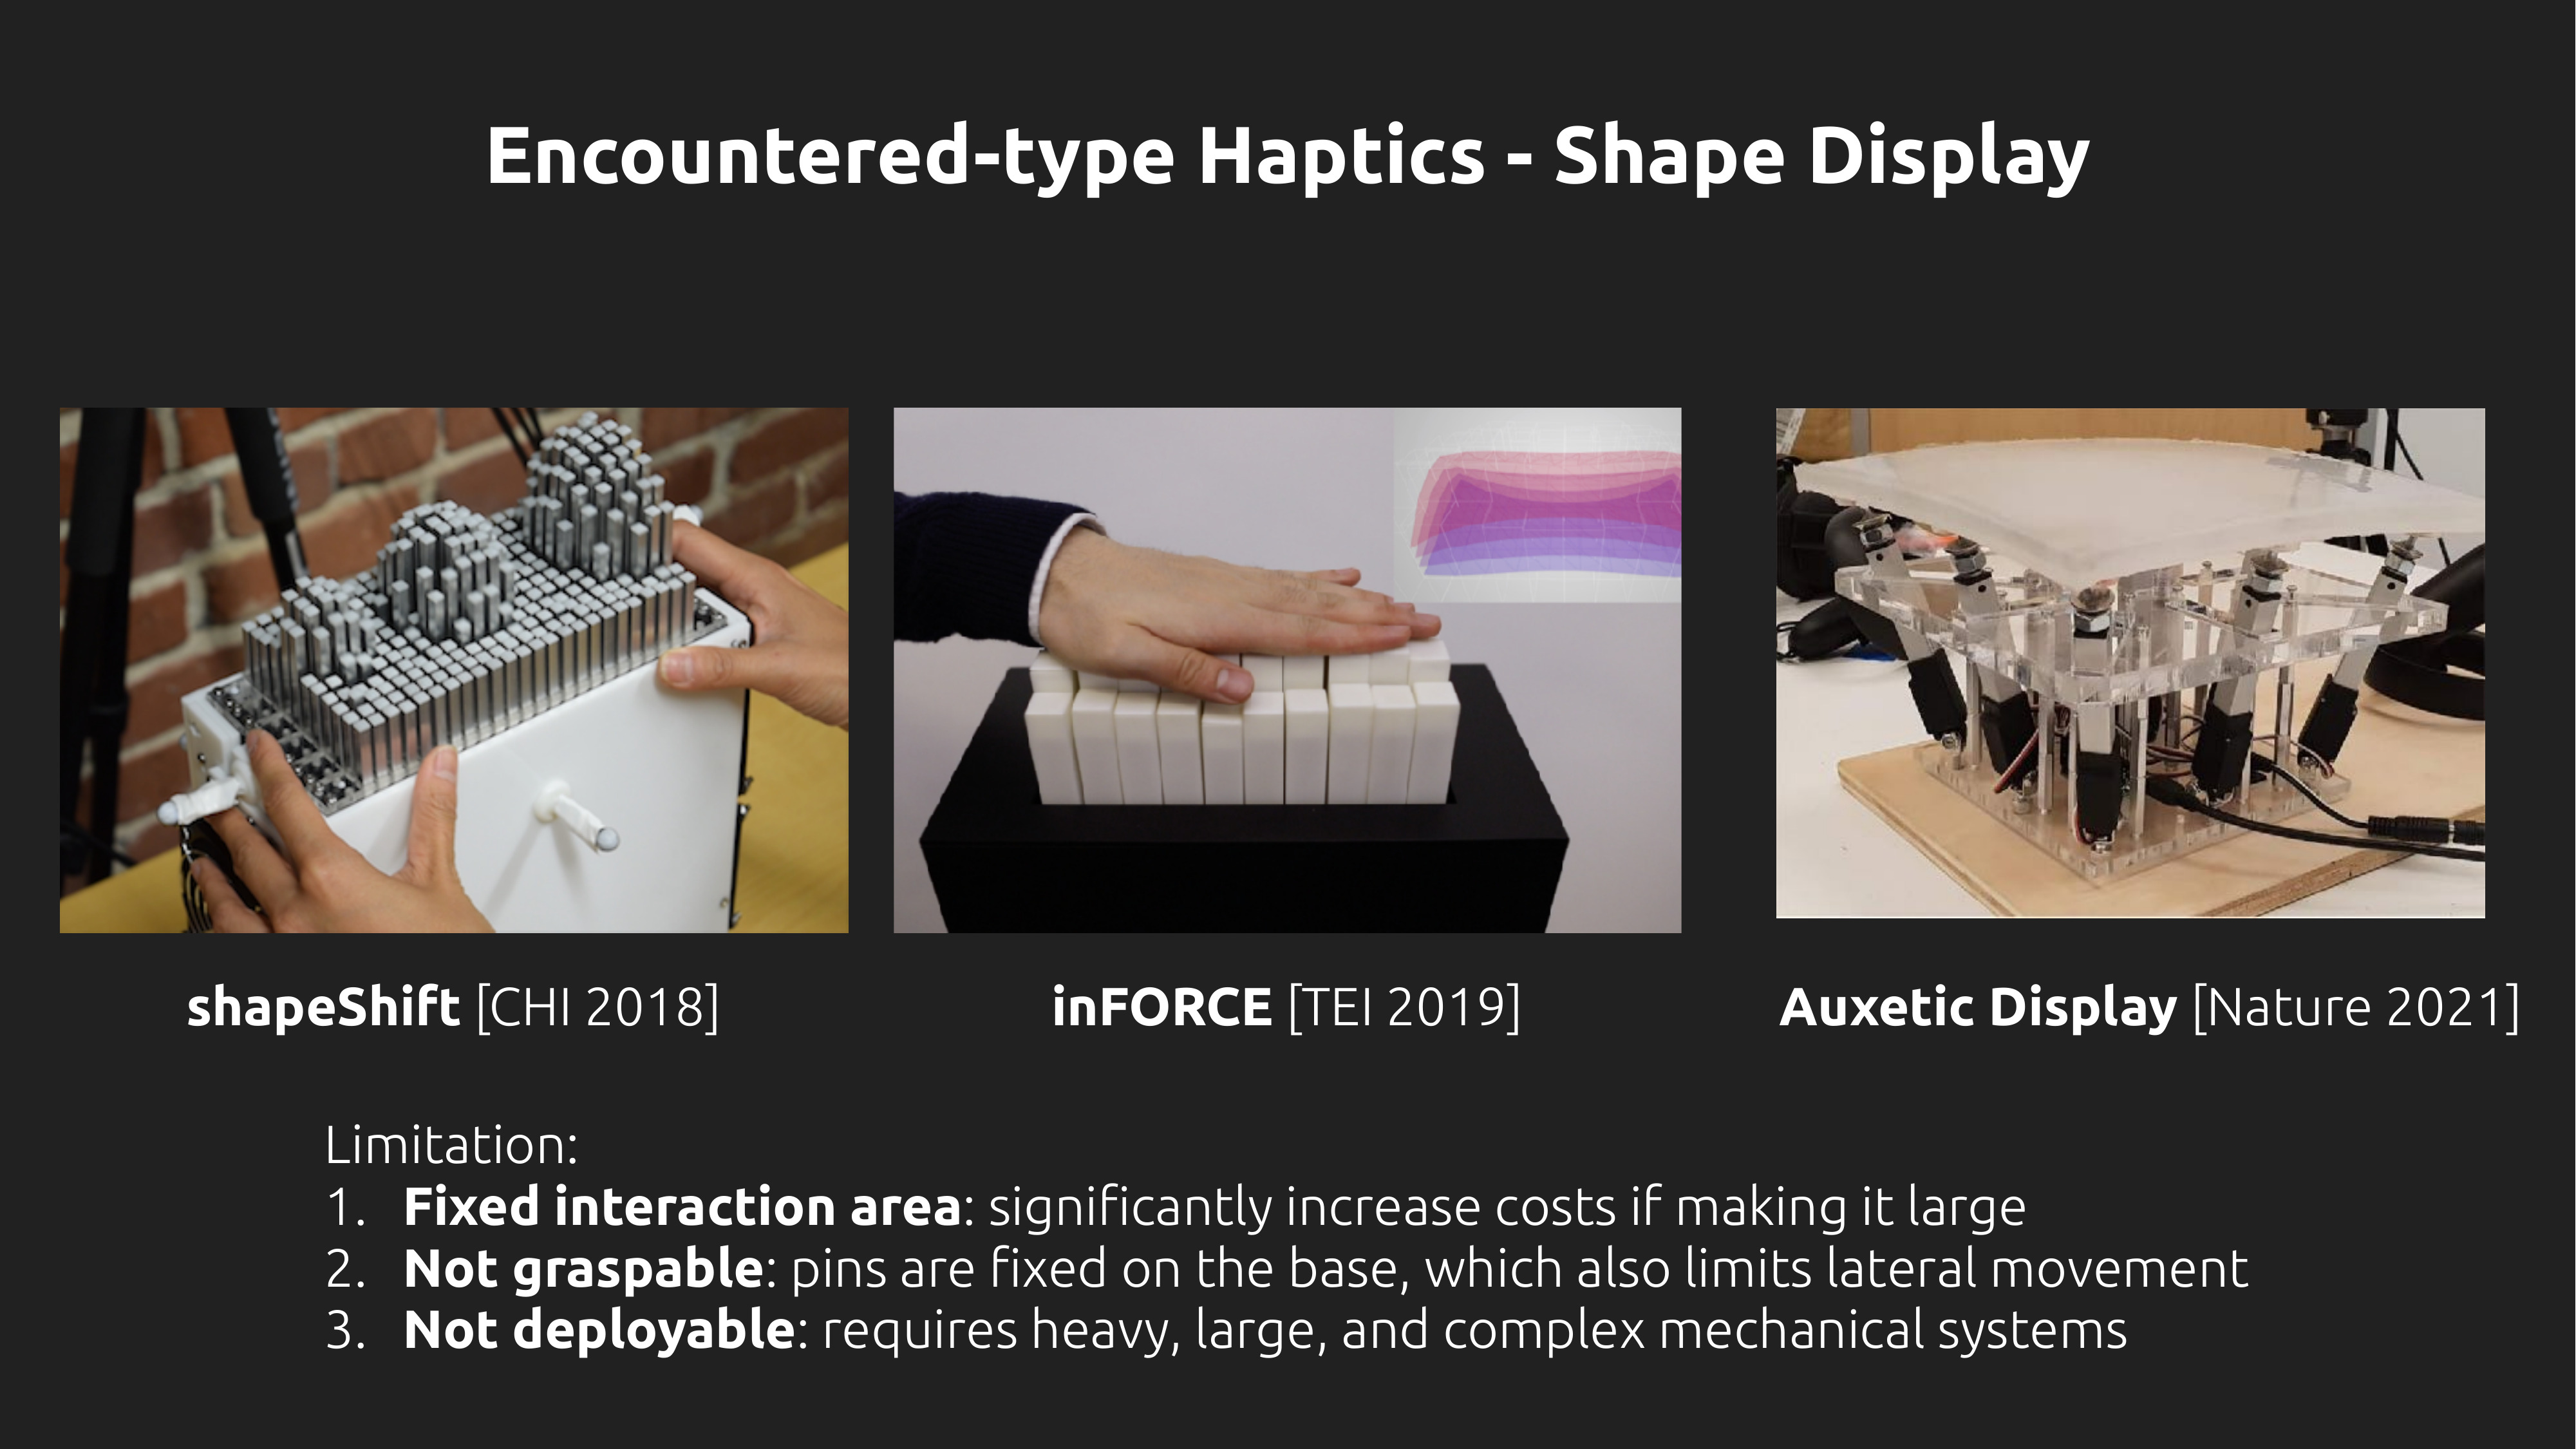 Encountered-type Haptics - Shape Display
shapeShift [CHI 2018]
inFORCE [TEI 2019]
Auxetic Display [Nature 2021]
Limitation:
1. Fixed interaction area: significantly increase costs if making it large
2. Not graspable: pins are fixed on the base, which also limits lateral movement
3. Not deployable: requires heavy, large, and complex mechanical systems